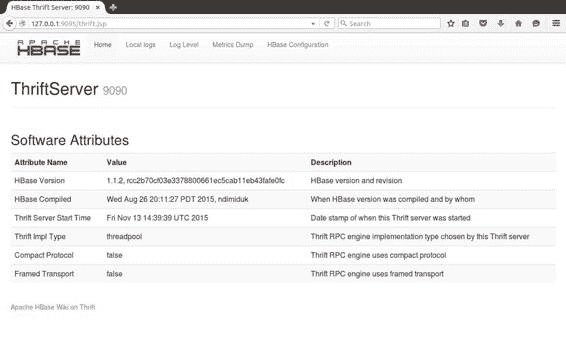 HBase Thrift Server: 9090
127.0.0.1:9095/thrift.jsp
Search
APACHE
HBASE
Home Local logs Log Level Metrics Dump HBase Configuration
ThriftServer 9090
Software Attributes
Attribute Name Value Description
HBase Version 1.1.2, rcc2b70cf03e3378800661ec5cab11eb43fafe0fc HBase version and revision
HBase Compiled Wed Aug 26 20:11:27 PDT 2015, ndimiduk When HBase version was compiled and by whom
Thrift Server Start Time Fri Nov 13 14:39:39 UTC 2015 Date stamp of when this Thrift server was started
Thrift Impl Type threadpool Thrift RPC engine implementation type chosen by this Thrift server
Compact Protocol false Thrift RPC engine uses compact protocol
Framed Transport false Thrift RPC engine uses framed transport
Apache HBase Wiki on Thrift